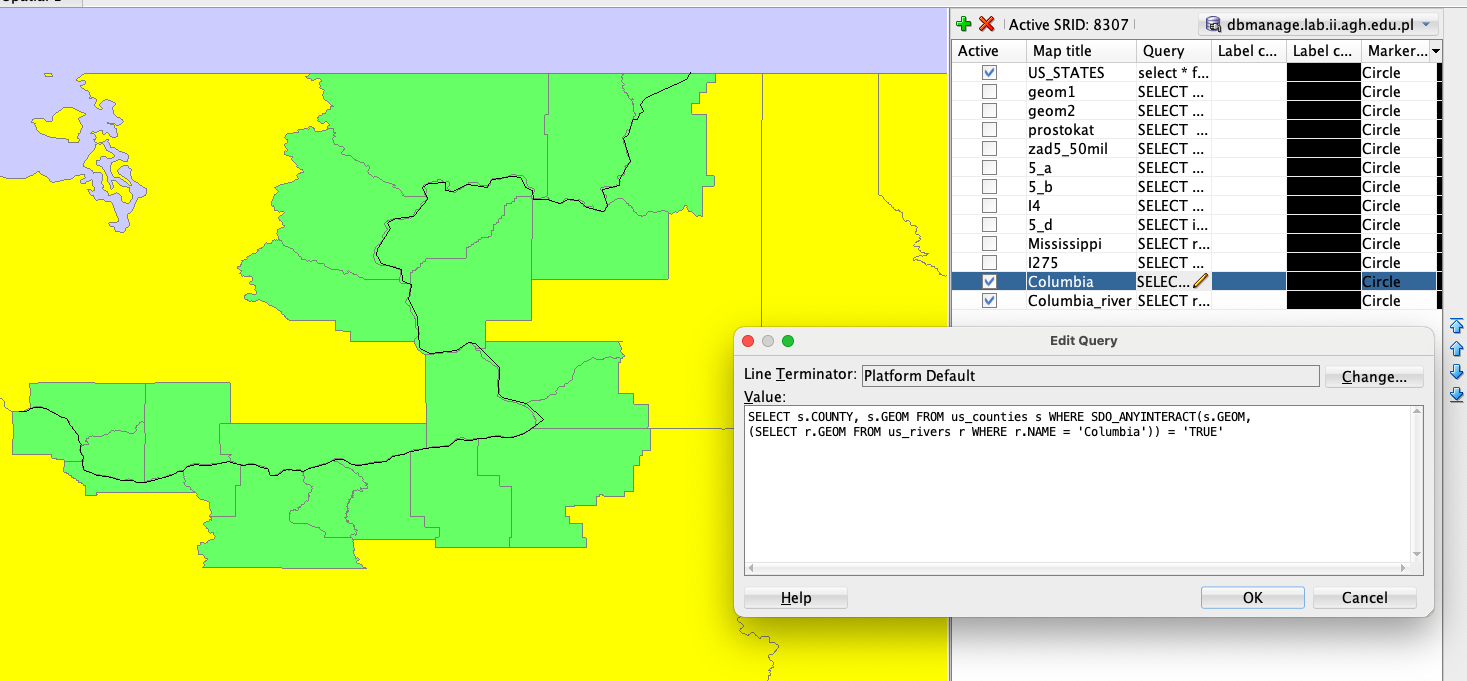 Active SRID: 8307 dbmanage.lab.ii.agh.edu.pl
Active Map title Query Label c... Label c... Marker...
US_STATES select * f... Circle
geom1 SELECT ... Circle
geom2 SELECT ... Circle
prostokat SELECT ... Circle
zad5_50mil SELECT ... Circle
5_a SELECT ... Circle
5_b SELECT ... Circle
I4 SELECT ... Circle
5_d SELECT i... Circle
Mississippi SELECT r... Circle
I275 SELECT ... Circle
Columbia SELEC... Circle
Columbia_river SELECT r... Circle
Edit Query
Line Terminator: Platform Default Change...
Value:
SELECT s.COUNTY, s.GEOM FROM us_counties s WHERE SDO_ANYINTERACT(s.GEOM,
(SELECT r.GEOM FROM us_rivers r WHERE r.NAME = 'Columbia')) = 'TRUE'
Help OK Cancel